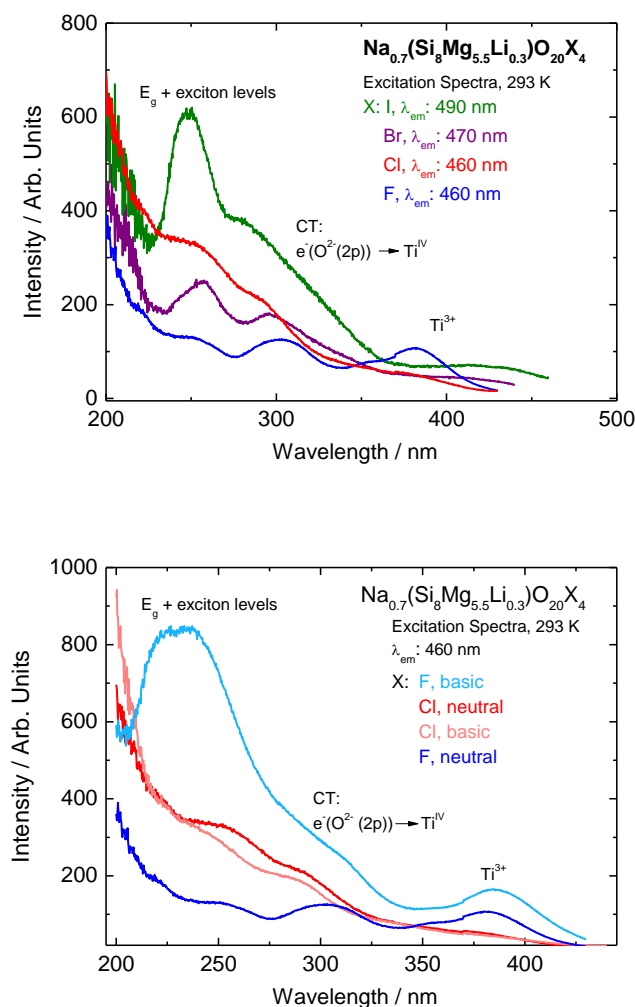 Na0.7(Si8Mg5.5Li0.3)O20X4
Excitation Spectra, 293 K
X: I, λem: 490 nm
Br, λem: 470 nm
Cl, λem: 460 nm
F, λem: 460 nm
Eg + exciton levels
CT:
e-(O2-(2p)) → TiIV
Ti3+
Intensity / Arb. Units
800
600
400
200
0
200 300 400 500
Wavelength / nm
Na0.7(Si8Mg5.5Li0.3)O20X4
Excitation Spectra, 293 K
λem: 460 nm
X: F, basic
Cl, neutral
Cl, basic
F, neutral
Eg + exciton levels
CT:
e-(O2- (2p)) → TiIV
Ti3+
Intensity / Arb. Units
1000
800
600
400
200
200 250 300 350 400
Wavelength / nm